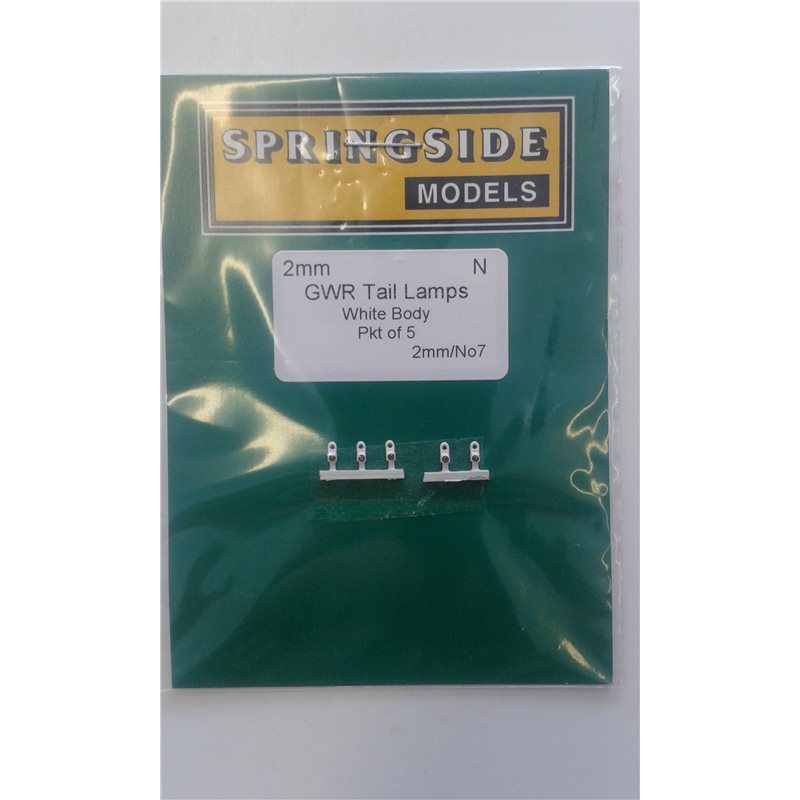 SPRINGSIDE
MODELS
2mm N
GWR Tail Lamps
White Body
Pkt of 5
2mm/No7